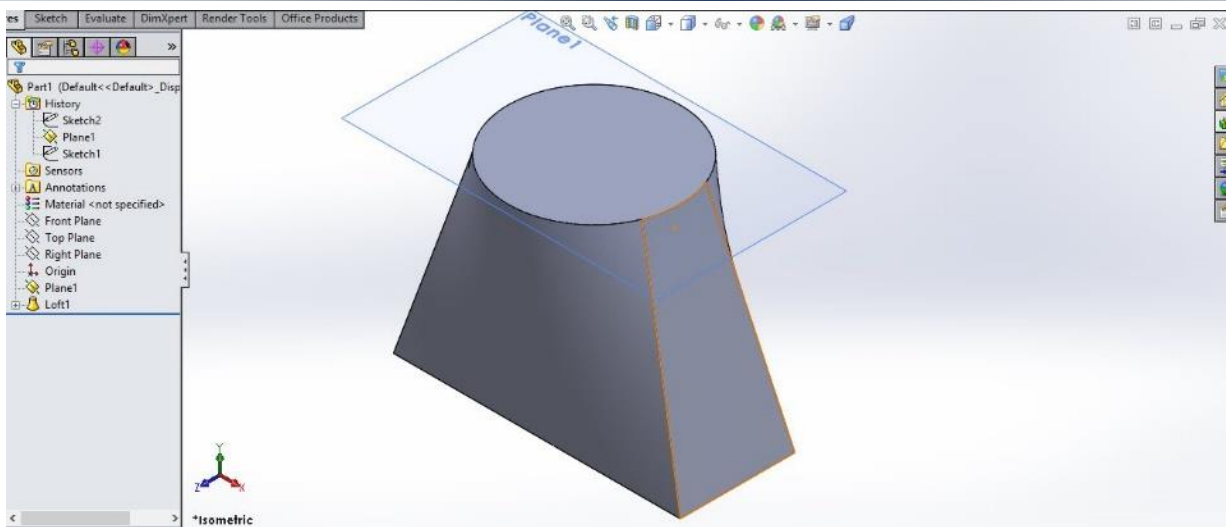 es Sketch Evaluate DimXpert Render Tools Office Products
»
Part1 (Default<<Default>_Disp
History
Sketch2
Plane1
Sketch1
Sensors
A Annotations
Material <not specified>
Front Plane
Top Plane
Right Plane
Origin
Plane1
Loft1
Plane1
Y
Z X
*Isometric